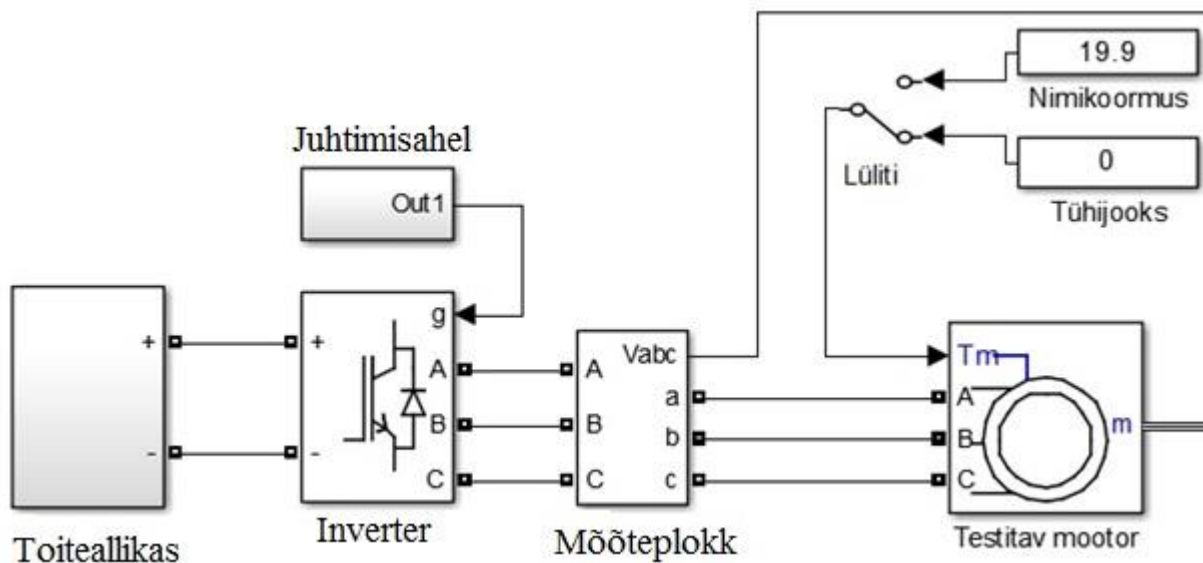 19.9
Nimikoormus
0
Tühijooks
Lüliti
Juhtimisahel
Out1
+
-
Toiteallikas
+
-
g
A
B
C
Inverter
A
B
C
Vabc
a
b
c
Mõõteplokk
Tm
A
B
C
m
Testitav mootor